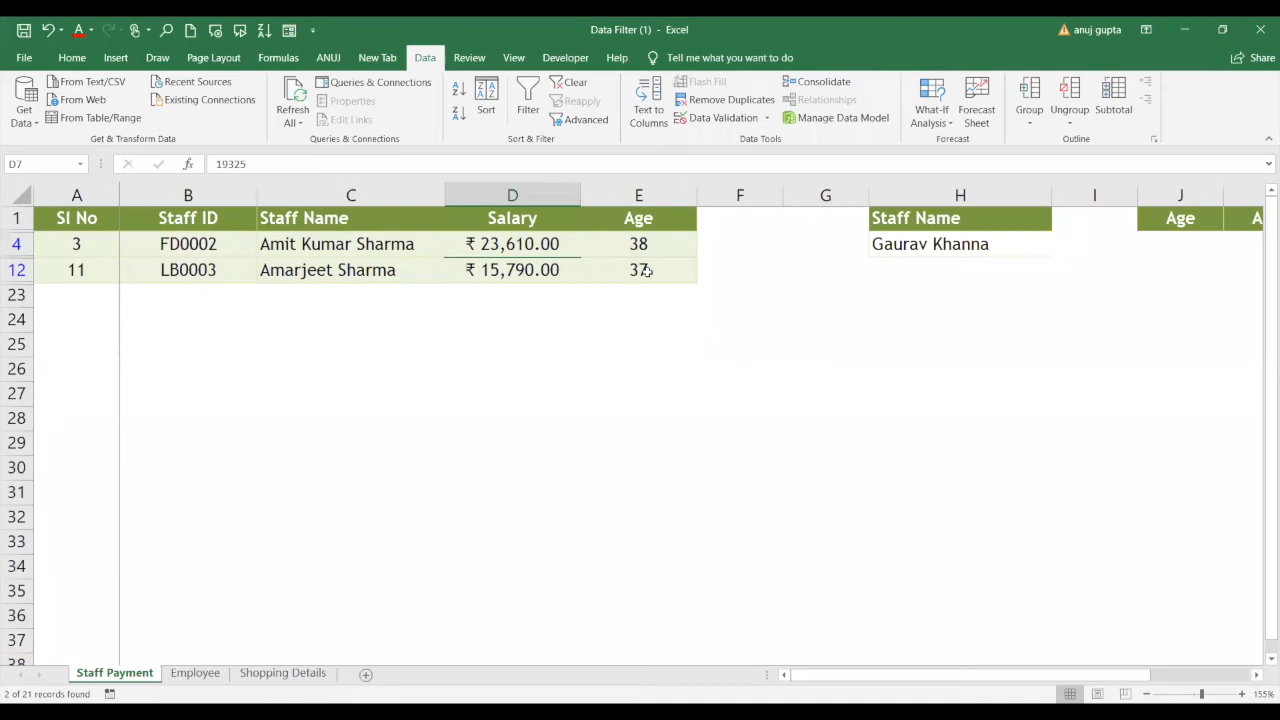 Data Filter (1) - Excel
anuj gupta
File Home Insert Draw Page Layout Formulas ANUJ New Tab Data Review View Developer Help Tell me what you want to do Share
Get Data
From Text/CSV
From Web
From Table/Range
Recent Sources
Existing Connections
Get & Transform Data
Refresh All
Queries & Connections
Properties
Edit Links
Queries & Connections
Sort
Filter
Clear
Reapply
Advanced
Sort & Filter
Text to Columns
Flash Fill
Remove Duplicates
Data Validation
Consolidate
Relationships
Manage Data Model
Data Tools
What-If Analysis
Forecast Sheet
Forecast
Group
Ungroup
Subtotal
Outline
D7 fx 19325
A B C D E F G H I J
1 SI No Staff ID Staff Name Salary Age Staff Name Age A
4 3 FD0002 Amit Kumar Sharma ₹ 23,610.00 38 Gaurav Khanna
12 11 LB0003 Amarjeet Sharma ₹ 15,790.00 37
23
24
25
26
27
28
29
30
31
32
33
34
35
36
37
38
Staff Payment Employee Shopping Details
2 of 21 records found 155%